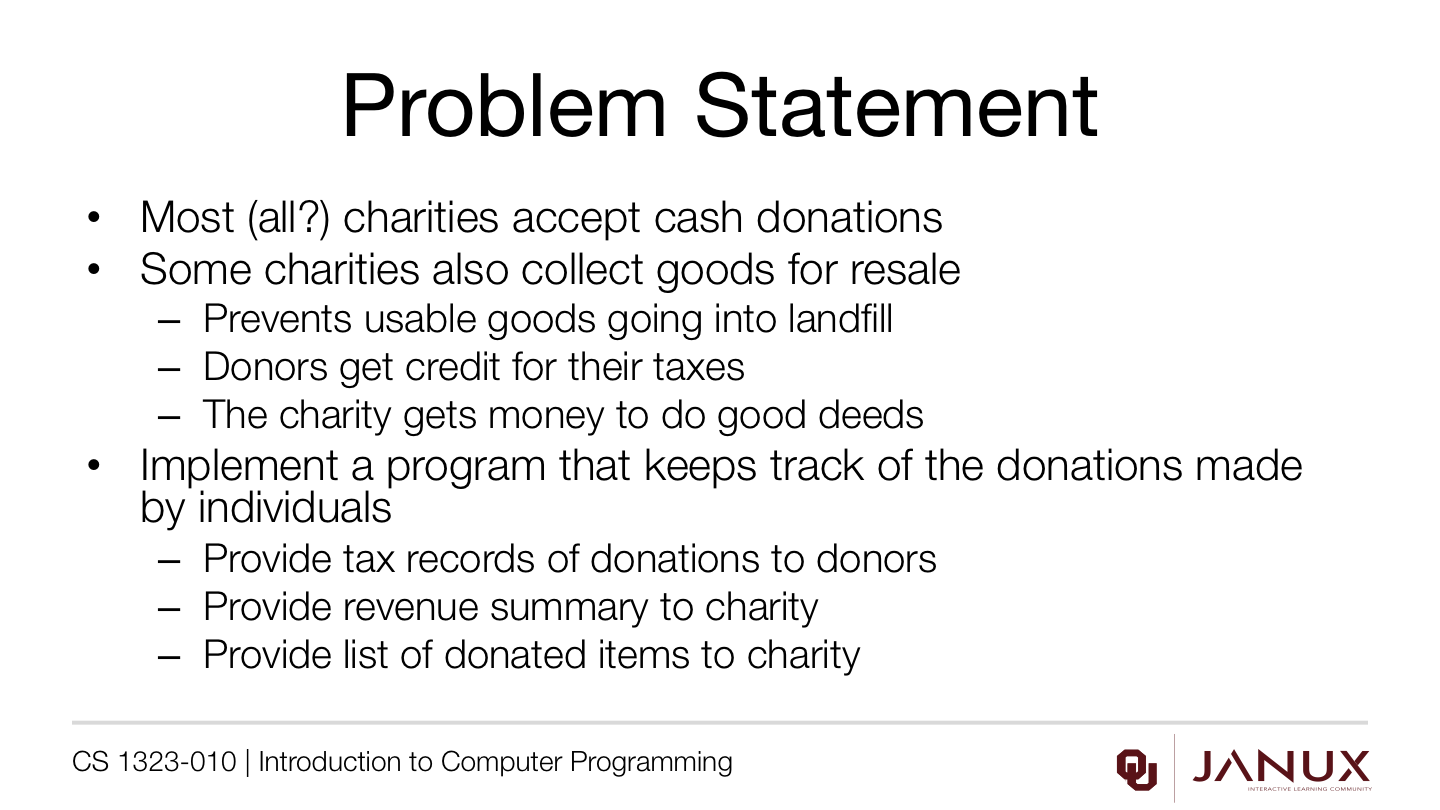 Problem Statement
• Most (all?) charities accept cash donations
• Some charities also collect goods for resale
– Prevents usable goods going into landfill
– Donors get credit for their taxes
– The charity gets money to do good deeds
• Implement a program that keeps track of the donations made
by individuals
– Provide tax records of donations to donors
– Provide revenue summary to charity
– Provide list of donated items to charity
CS 1323-010 | Introduction to Computer Programming
OU
JANUX
INTERACTIVE LEARNING COMMUNITY